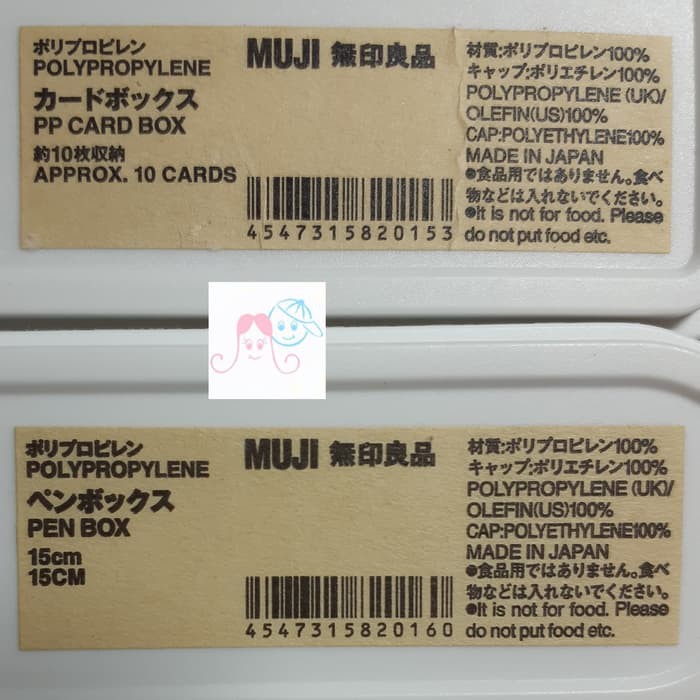 ポリプロピレン
POLYPROPYLENE
カードボックス
PP CARD BOX
約10枚収納
APPROX. 10 CARDS
MUJI 無印良品
4547315820153
材質:ポリプロピレン100%
キャップ:ポリエチレン100%
POLYPROPYLENE (UK)/
OLEFIN(US)100%
CAP:POLYETHYLENE100%
MADE IN JAPAN
●食品用ではありません。食べ
物などは入れないでください。
●It is not for food. Please
do not put food etc.
ポリプロピレン
POLYPROPYLENE
ペンボックス
PEN BOX
15cm
15CM
MUJI 無印良品
4547315820160
材質:ポリプロピレン100%
キャップ:ポリエチレン100%
POLYPROPYLENE (UK)/
OLEFIN(US)100%
CAP:POLYETHYLENE100%
MADE IN JAPAN
●食品用ではありません。食べ
物などは入れないでください。
●It is not for food. Please
do not put food etc.